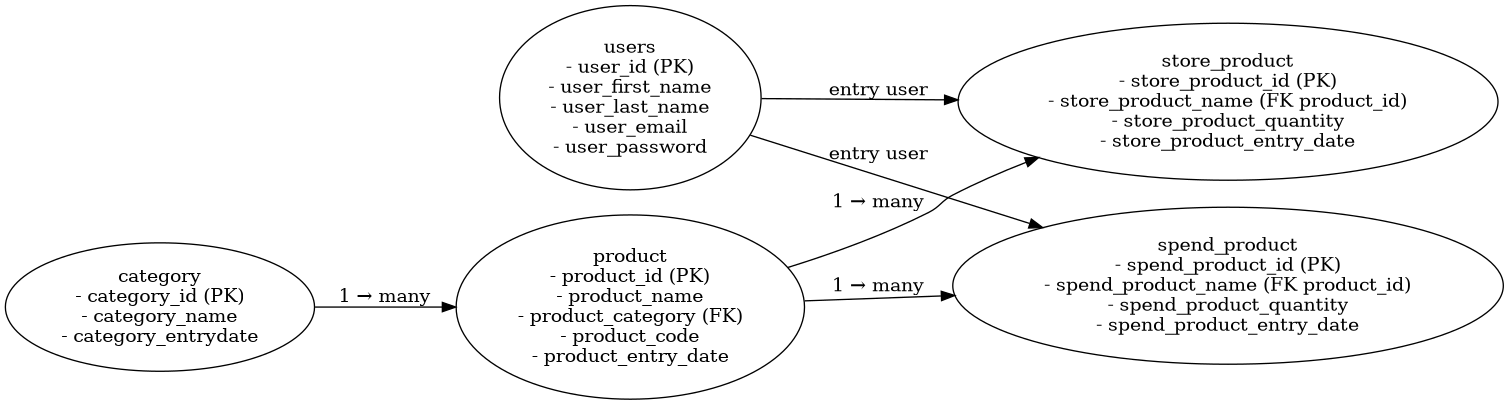 users
- user_id (PK)
- user_first_name
- user_last_name
- user_email
- user_password
entry user
entry user
store_product
- store_product_id (PK)
- store_product_name (FK product_id)
- store_product_quantity
- store_product_entry_date
category
- category_id (PK)
- category_name
- category_entrydate
1 → many
product
- product_id (PK)
- product_name
- product_category (FK)
- product_code
- product_entry_date
1 → many
1 → many
spend_product
- spend_product_id (PK)
- spend_product_name (FK product_id)
- spend_product_quantity
- spend_product_entry_date